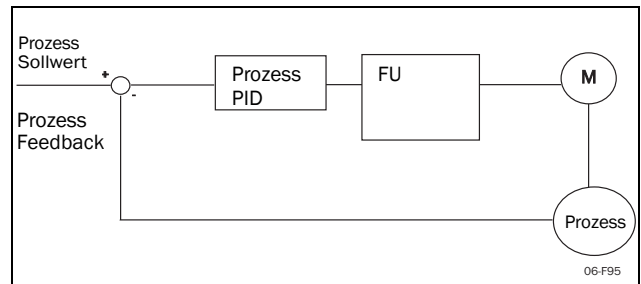 Prozess
Sollwert
+
-
Prozess
Feedback
Prozess
PID
FU
M
Prozess
06-F95